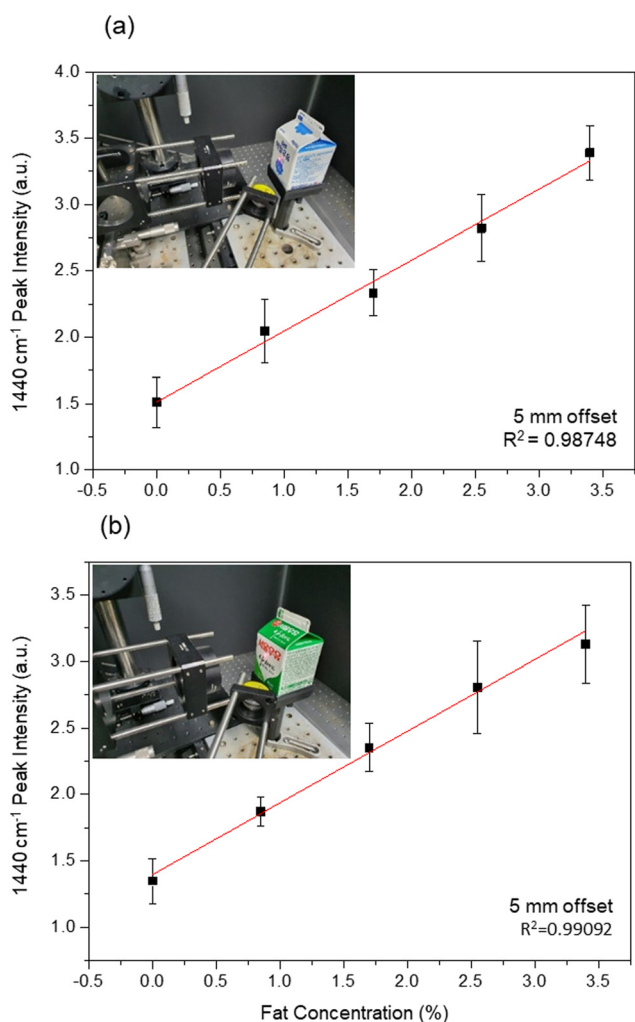 (a)
4.0
3.5
3.0
2.5
2.0
1.5
1.0
1440 cm⁻¹ Peak Intensity (a.u.)
5 mm offset
R² = 0.98748
-0.5 0.0 0.5 1.0 1.5 2.0 2.5 3.0 3.5
(b)
3.5
3.0
2.5
2.0
1.5
1.0
1440 cm⁻¹ Peak Intensity (a.u.)
서울우유
5 mm offset
R²=0.99092
0.0 0.5 1.0 1.5 2.0 2.5 3.0 3.5
Fat Concentration (%)